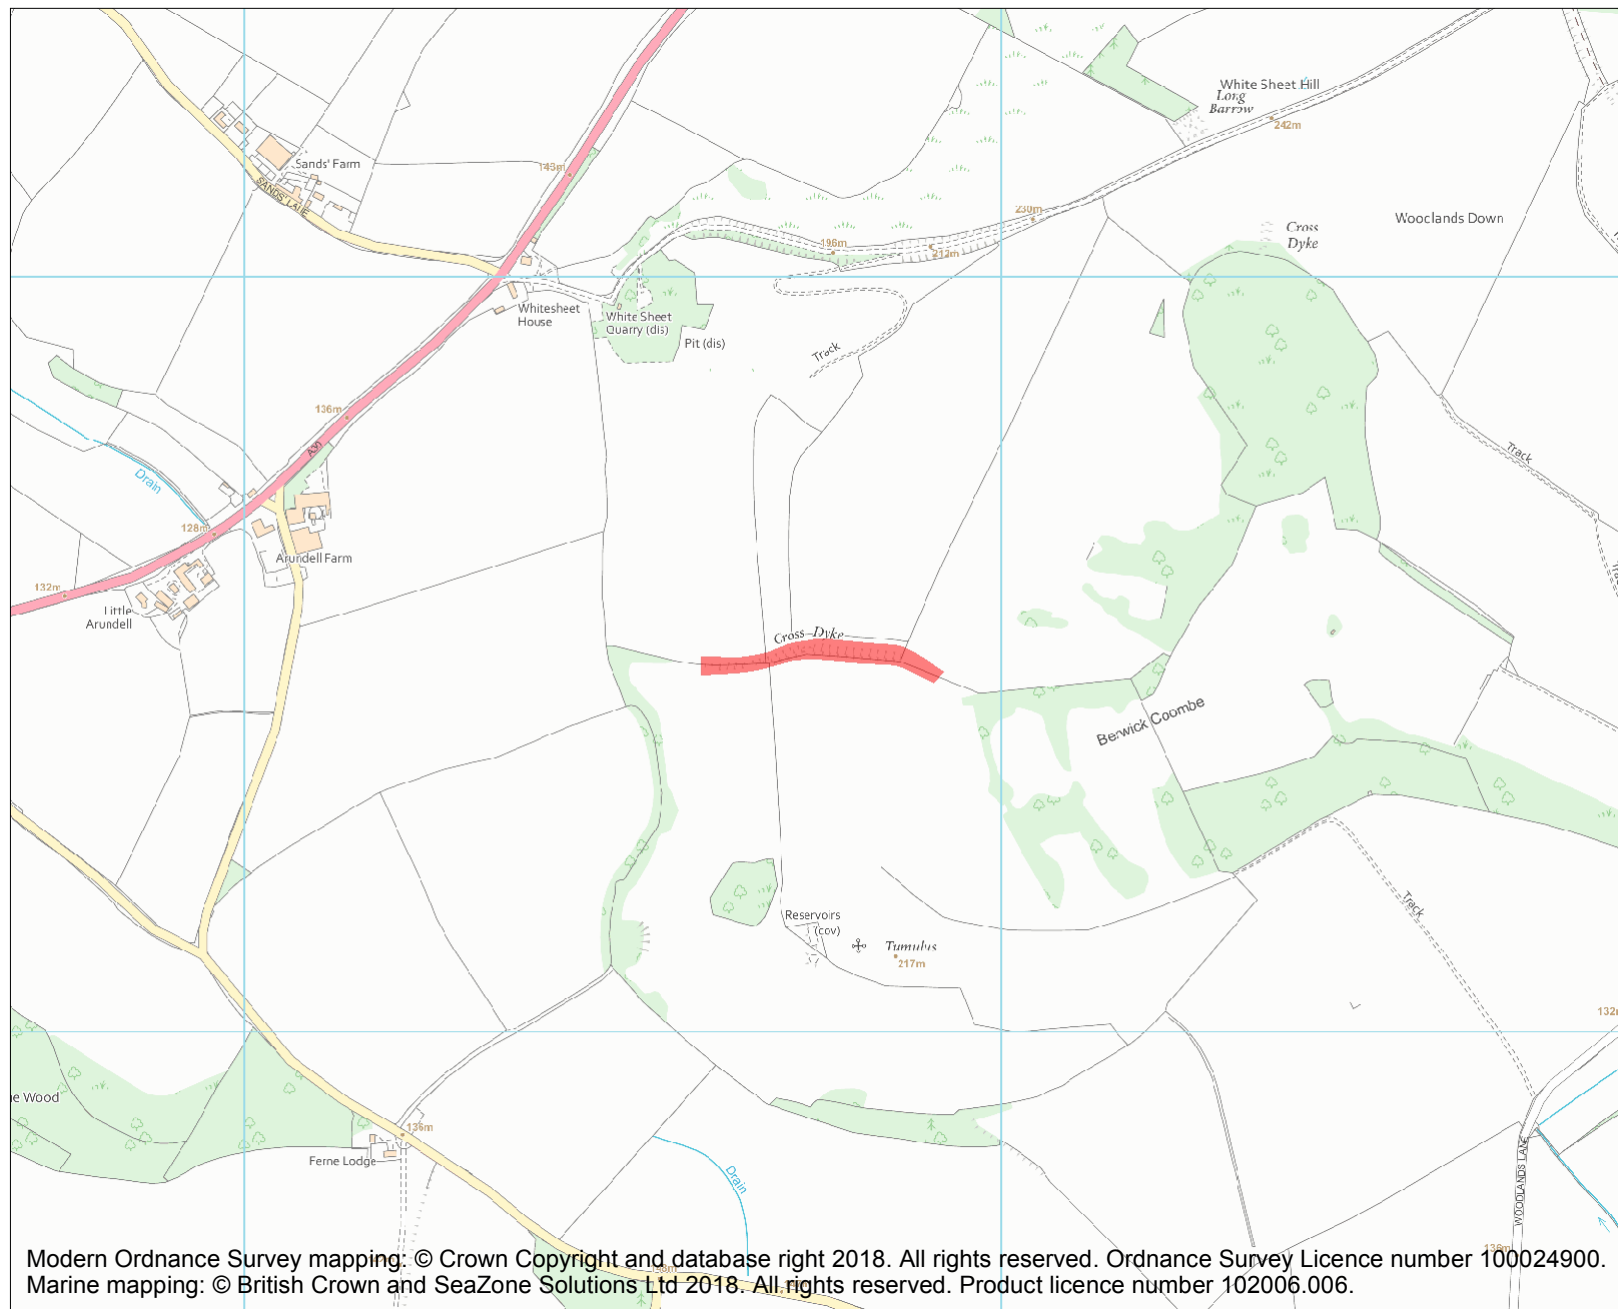 White Sheet Hill
Long
Barrow
242m
Sands' Farm
143m
SANDS' LANE
230m
Cross
Dyke
Wooclands Down
196m
212m
Whitesheet
House
White Sheet
Quarry (dis)
Pit (dis)
Track
136m
Track
Drain
128m
Arundell Farm
132m
Little
Arundell
Cross Dyke
Berwick Coombe
Track
Reservoirs
(cov)
Tumulus
217m
132m
e Wood
136m
Ferne Lodge
Drain
WOODLANDS LANE
136m
Modern Ordnance Survey mapping: © Crown Copyright and database right 2018. All rights reserved. Ordnance Survey Licence number 100024900.
Marine mapping: © British Crown and SeaZone Solutions Ltd 2018. All rights reserved. Product licence number 102006.006.